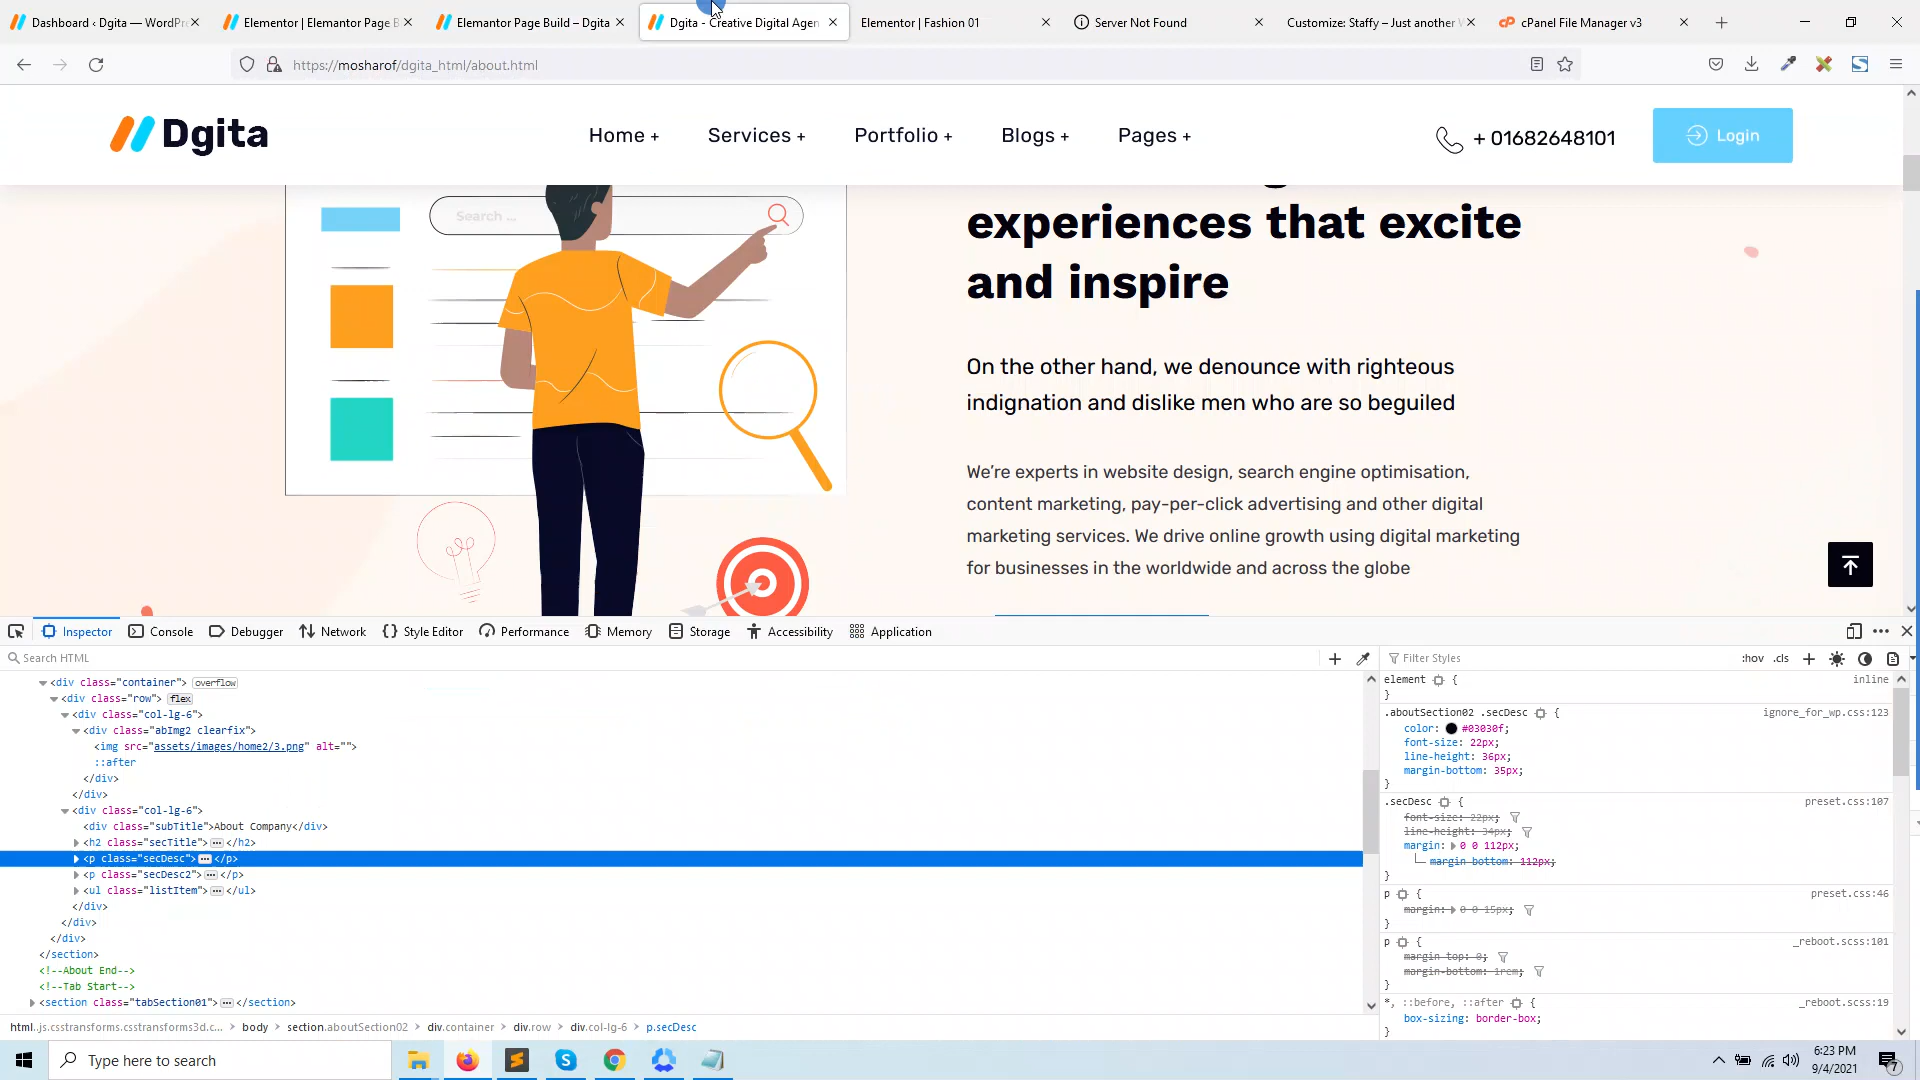 Dashboard ‹ Dgita — WordPre
Elementor | Elemantor Page B
Elemantor Page Build – Dgita
Dgita - Creative Digital Agen
Elementor | Fashion 01
Server Not Found
Customize: Staffy – Just another W
cPanel File Manager v3
https://mosharof/dgita_html/about.html
Dgita
Home +
Services +
Portfolio +
Blogs +
Pages +
+ 01682648101
Login
Search ...
experiences that excite
and inspire
On the other hand, we denounce with righteous
indignation and dislike men who are so beguiled
We’re experts in website design, search engine optimisation,
content marketing, pay-per-click advertising and other digital
marketing services. We drive online growth using digital marketing
for businesses in the worldwide and across the globe
Inspector
Console
Debugger
Network
Style Editor
Performance
Memory
Storage
Accessibility
Application
Search HTML
Filter Styles
:hov
.cls
<div class="container"> overflow
<div class="row"> flex
<div class="col-lg-6">
<div class="abImg2 clearfix">
<img src="assets/images/home2/3.png" alt="">
::after
</div>
</div>
<div class="col-lg-6">
<div class="subTitle">About Company</div>
<h2 class="secTitle"> ... </h2>
<p class="secDesc"> ... </p>
<p class="secDesc2"> ... </p>
<ul class="listItem"> ... </ul>
</div>
</div>
</div>
</section>
<!--About End-->
<!--Tab Start-->
<section class="tabSection01"> ... </section>
element {
inline
}
.aboutSection02 .secDesc {
ignore_for_wp.css:123
color: #03030f;
font-size: 22px;
line-height: 36px;
margin-bottom: 35px;
}
.secDesc {
preset.css:107
font-size: 22px;
line-height: 34px;
margin: 0 0 112px;
margin-bottom: 112px;
}
p {
preset.css:46
margin: 0 0 15px;
}
p {
_reboot.scss:101
margin-top: 0;
margin-bottom: 1rem;
}
*, ::before, ::after {
_reboot.scss:19
box-sizing: border-box;
}
html.js.csstransforms.csstransforms3d.c...
body
section.aboutSection02
div.container
div.row
div.col-lg-6
p.secDesc
Type here to search
6:23 PM
9/4/2021
7